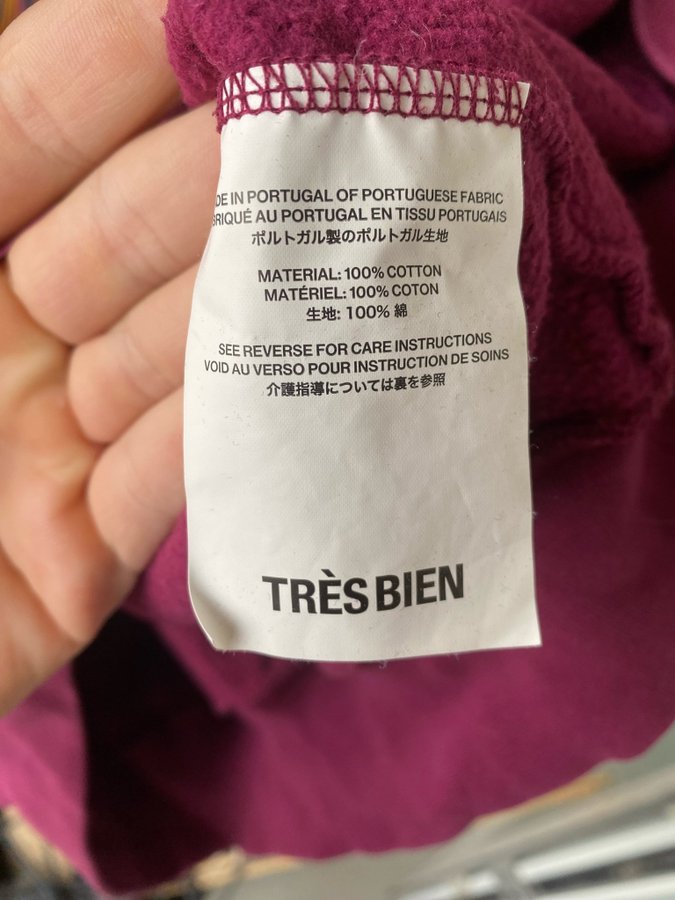 DE IN PORTUGAL OF PORTUGUESE FABRIC
BRIQUÉ AU PORTUGAL EN TISSU PORTUGAIS
ポルトガル製のポルトガル生地
MATERIAL: 100% COTTON
MATÉRIEL: 100% COTON
生地: 100% 綿
SEE REVERSE FOR CARE INSTRUCTIONS
VOID AU VERSO POUR INSTRUCTION DE SOINS
介護指導については裏を参照
TRÈS BIEN